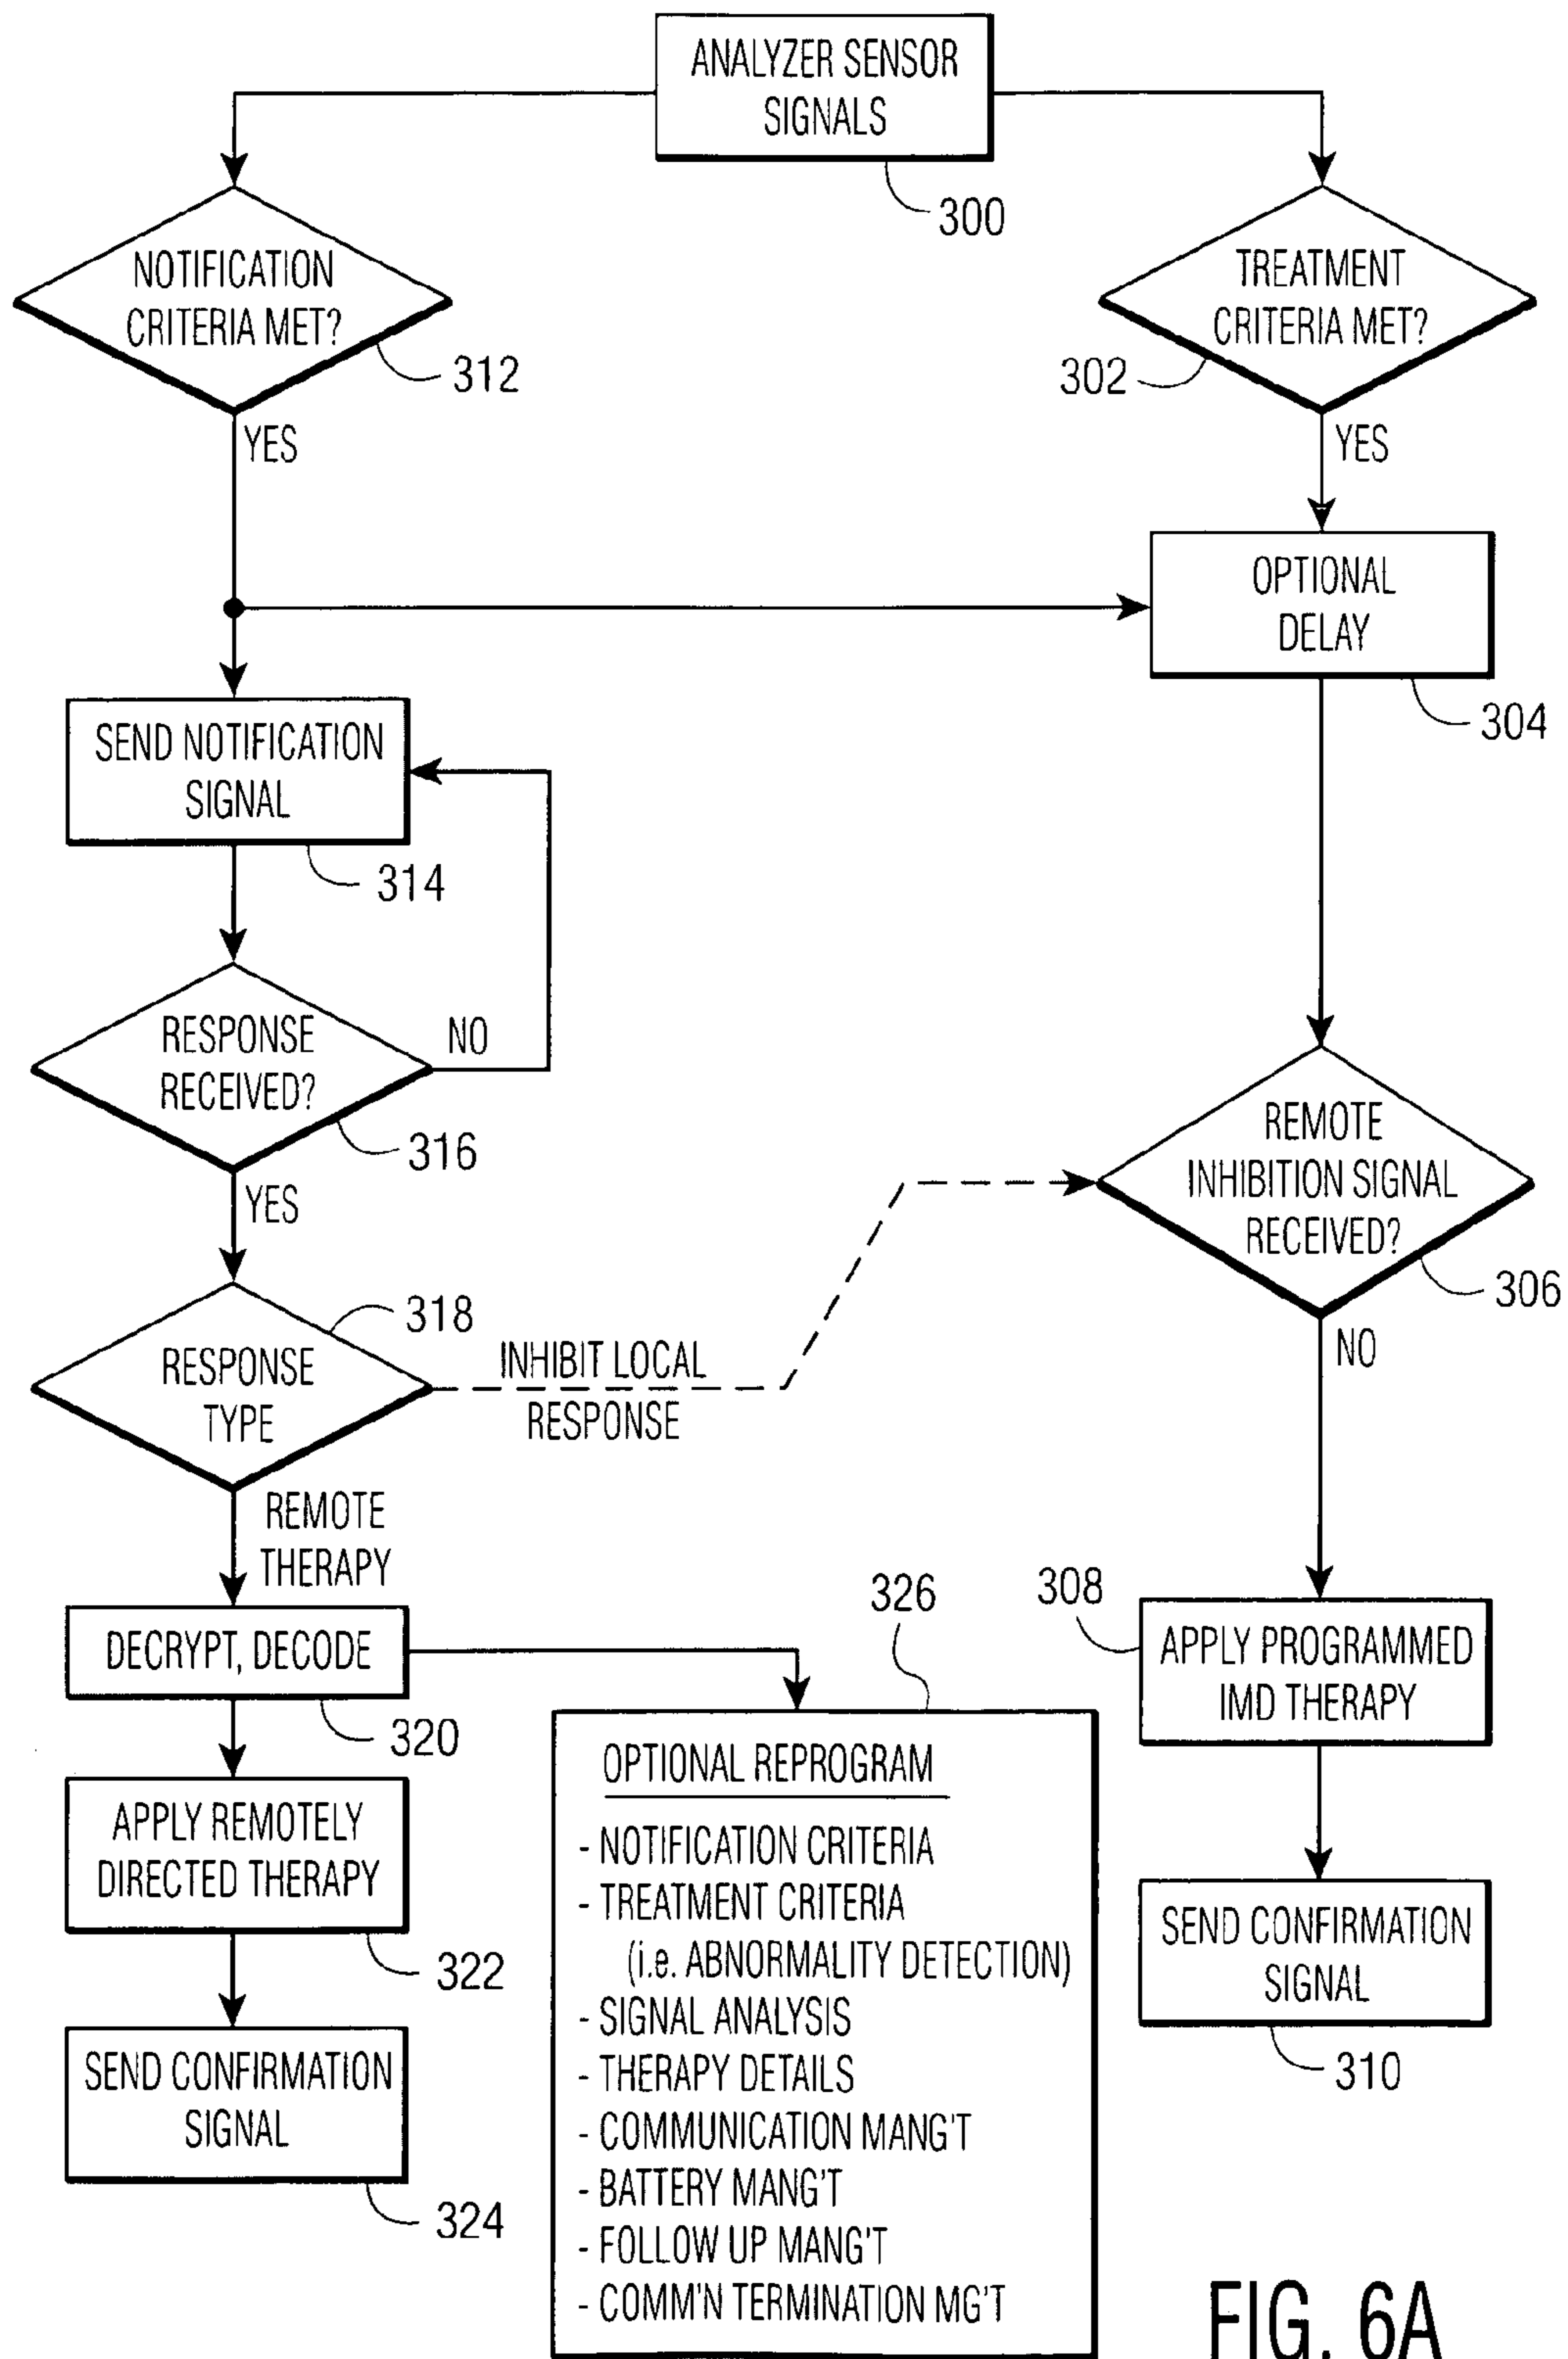 ANALYZER SENSOR
SIGNALS
300
NOTIFICATION
CRITERIA MET?
312
YES
TREATMENT
CRITERIA MET?
302
YES
OPTIONAL
DELAY
304
SEND NOTIFICATION
SIGNAL
314
RESPONSE
RECEIVED?
NO
316
YES
REMOTE
INHIBITION SIGNAL
RECEIVED?
306
NO
318
RESPONSE
TYPE
INHIBIT LOCAL
RESPONSE
REMOTE
THERAPY
DECRYPT, DECODE
320
326
308
APPLY PROGRAMMED
IMD THERAPY
APPLY REMOTELY
DIRECTED THERAPY
322
SEND CONFIRMATION
SIGNAL
324
OPTIONAL REPROGRAM
- NOTIFICATION CRITERIA
- TREATMENT CRITERIA
(i.e. ABNORMALITY DETECTION)
- SIGNAL ANALYSIS
- THERAPY DETAILS
- COMMUNICATION MANG'T
- BATTERY MANG'T
- FOLLOW UP MANG'T
- COMM'N TERMINATION MG'T
SEND CONFIRMATION
SIGNAL
310
FIG. 6A